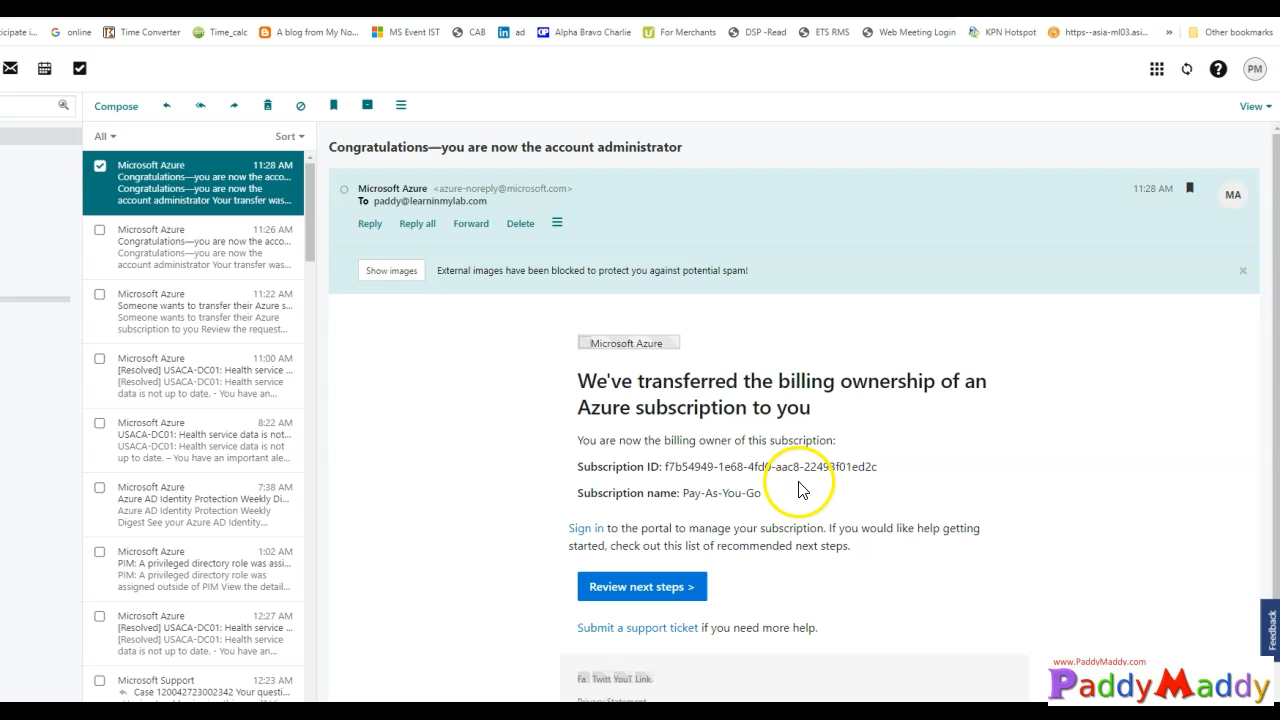 cipate i...
online
Time Converter
Time_calc
A blog from My No...
MS Event IST
CAB
ad
Alpha Bravo Charlie
For Merchants
DSP -Read
ETS RMS
Web Meeting Login
KPN Hotspot
https--asia-ml03.asi...
»
Other bookmarks
PM
Compose
View
All
Sort
Congratulations—you are now the account administrator
Microsoft Azure 11:28 AM
Congratulations—you are now the acco...
Congratulations—you are now the
account administrator Your transfer was...
Microsoft Azure 11:26 AM
Congratulations—you are now the acco...
Congratulations—you are now the
account administrator Your transfer was...
Microsoft Azure 11:22 AM
Someone wants to transfer their Azure s...
Someone wants to transfer their Azure
subscription to you Review the request...
Microsoft Azure 11:00 AM
[Resolved] USACA-DC01: Health service ...
[Resolved] USACA-DC01: Health service
data is not up to date. - You have an...
Microsoft Azure 8:22 AM
USACA-DC01: Health service data is not...
USACA-DC01: Health service data is not
up to date. – You have an important ale...
Microsoft Azure 7:38 AM
Azure AD Identity Protection Weekly Di...
Azure AD Identity Protection Weekly
Digest See your Azure AD Identity...
Microsoft Azure 1:02 AM
PIM: A privileged directory role was assi...
PIM: A privileged directory role was
assigned outside of PIM View the detail...
Microsoft Azure 12:27 AM
[Resolved] USACA-DC01: Health service ...
[Resolved] USACA-DC01: Health service
data is not up to date. - You have an...
Microsoft Support 12:23 AM
Case 120042723002342 Your questi...
Microsoft Azure <azure-noreply@microsoft.com> 11:28 AM
MA
To paddy@learninmylab.com
Reply Reply all Forward Delete
Show images External images have been blocked to protect you against potential spam!
Microsoft Azure
We've transferred the billing ownership of an
Azure subscription to you
You are now the billing owner of this subscription:
Subscription ID: f7b54949-1e68-4fd0-aac8-22493f01ed2c
Subscription name: Pay-As-You-Go
Sign in to the portal to manage your subscription. If you would like help getting
started, check out this list of recommended next steps.
Review next steps >
Submit a support ticket if you need more help.
Fa Twitt YouT Link
Privacy Statement
Feedback
www.PaddyMaddy.com
PaddyMaddy